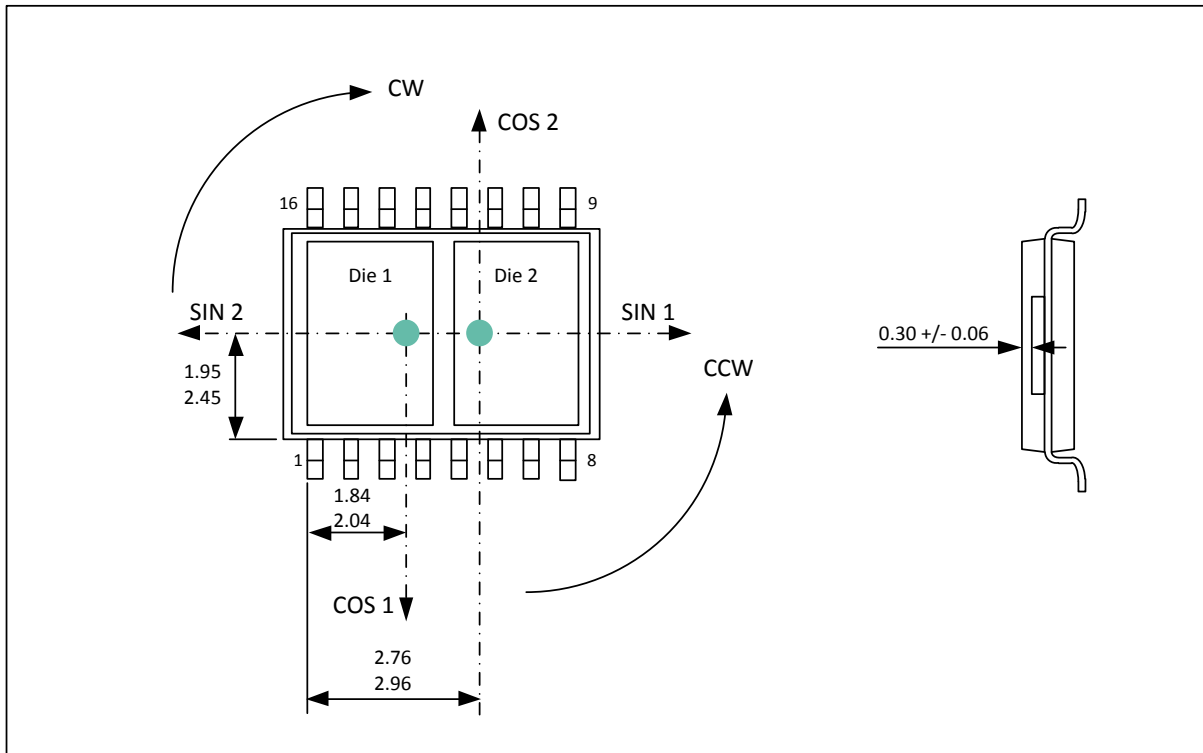 CW
COS 2
16
9
Die 1
Die 2
SIN 2
SIN 1
0.30 +/- 0.06
1.95
2.45
CCW
1
8
1.84
2.04
COS 1
2.76
2.96